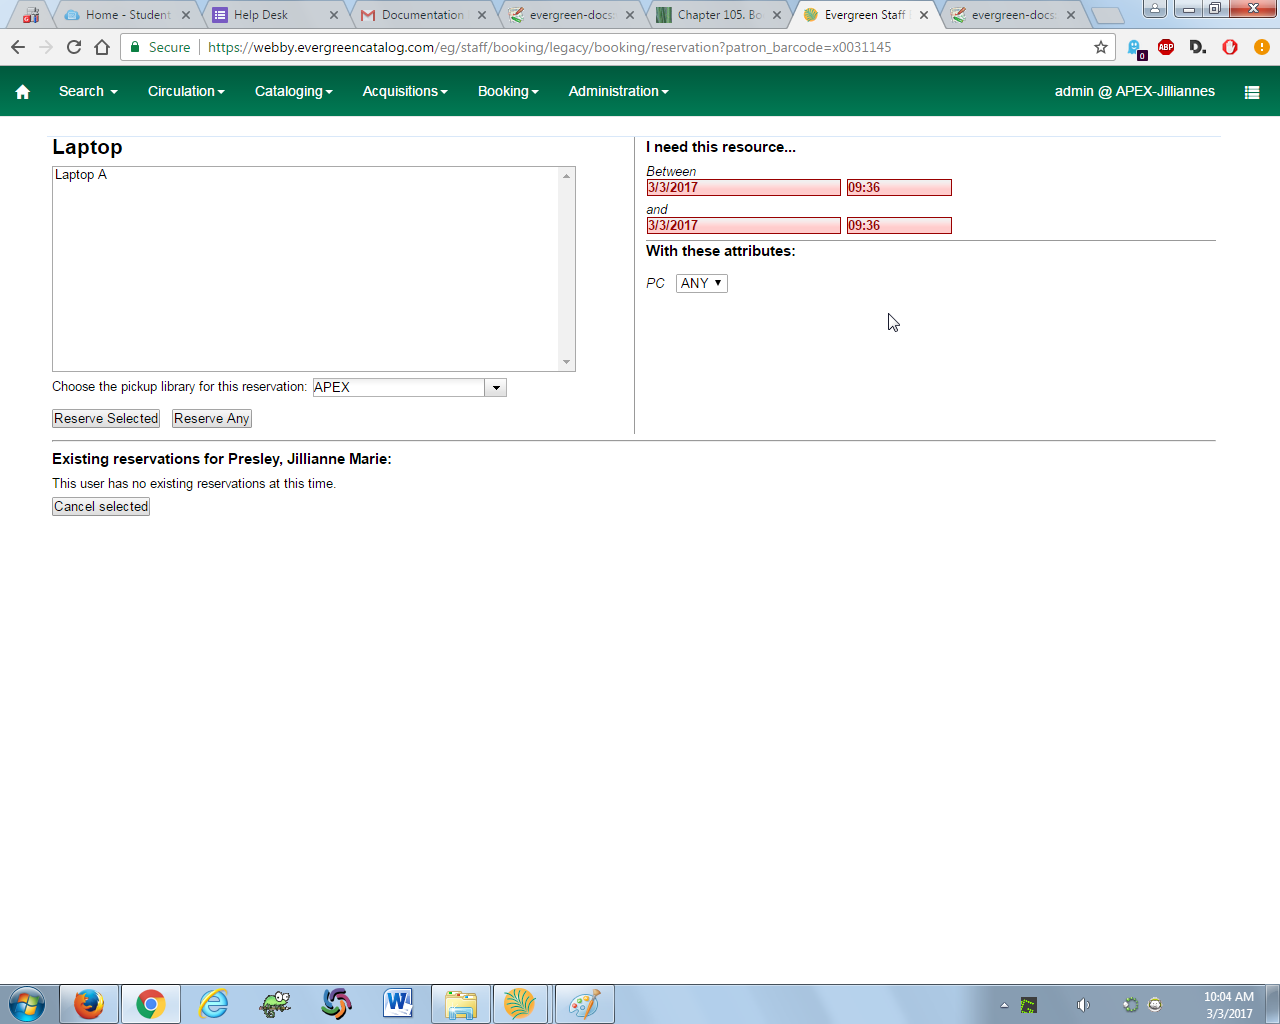 Home - Student
Help Desk
Documentation
evergreen-docs:
Chapter 105. Bo
Evergreen Staff
evergreen-docs:
Secure https://webby.evergreencatalog.com/eg/staff/booking/legacy/booking/reservation?patron_barcode=x0031145
0
ABP
D.
Search Circulation Cataloging Acquisitions Booking Administration admin @ APEX-Jilliannes
Laptop
Laptop A
Choose the pickup library for this reservation: APEX
Reserve Selected Reserve Any
I need this resource...
Between
3/3/2017 09:36
and
3/3/2017 09:36
With these attributes:
PC ANY
Existing reservations for Presley, Jillianne Marie:
This user has no existing reservations at this time.
Cancel selected
10:04 AM
3/3/2017